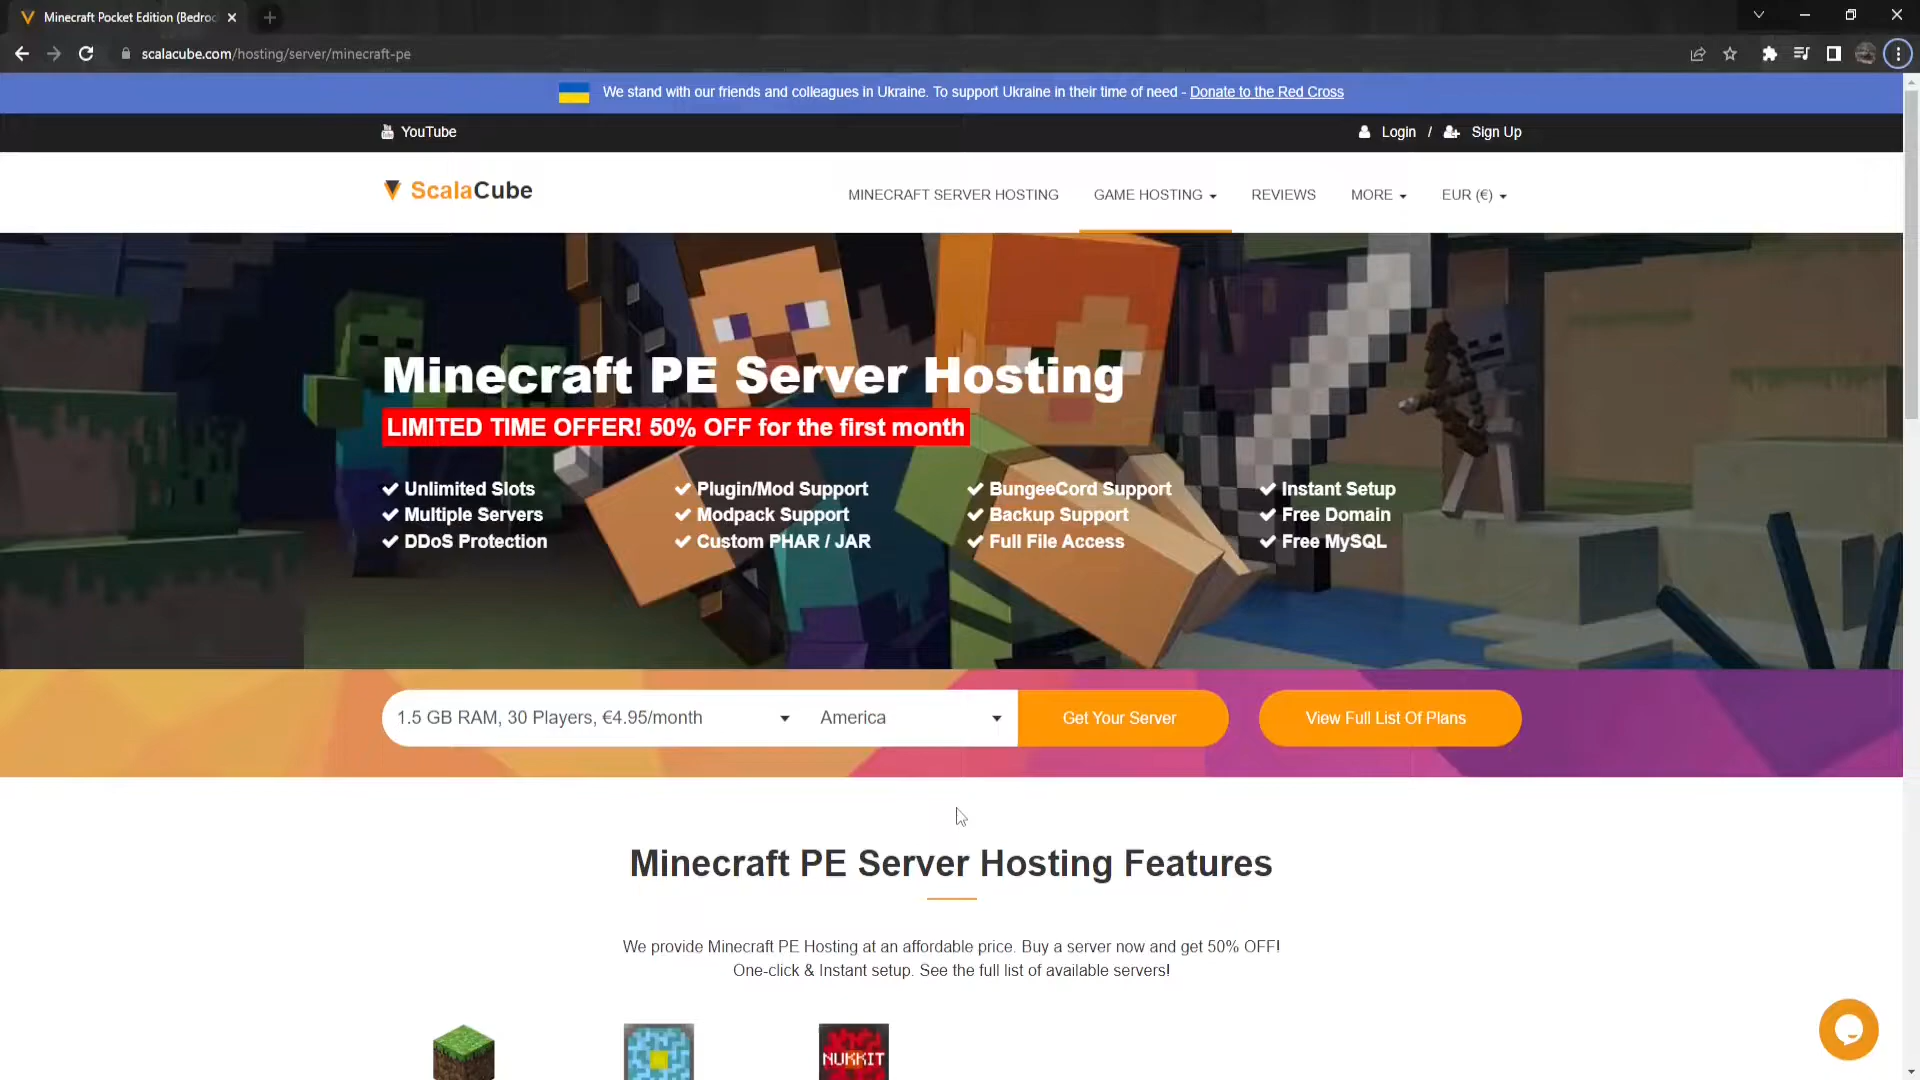 Minecraft Pocket Edition (Bedroc
scalacube.com/hosting/server/minecraft-pe
We stand with our friends and colleagues in Ukraine. To support Ukraine in their time of need - Donate to the Red Cross
YouTube
Login / Sign Up
ScalaCube
MINECRAFT SERVER HOSTING GAME HOSTING REVIEWS MORE EUR (€)
Minecraft PE Server Hosting
LIMITED TIME OFFER! 50% OFF for the first month
Unlimited Slots Plugin/Mod Support BungeeCord Support Instant Setup
Multiple Servers Modpack Support Backup Support Free Domain
DDoS Protection Custom PHAR / JAR Full File Access Free MySQL
1.5 GB RAM, 30 Players, €4.95/month America Get Your Server View Full List Of Plans
Minecraft PE Server Hosting Features
We provide Minecraft PE Hosting at an affordable price. Buy a server now and get 50% OFF!
One-click & Instant setup. See the full list of available servers!
NUKKIT